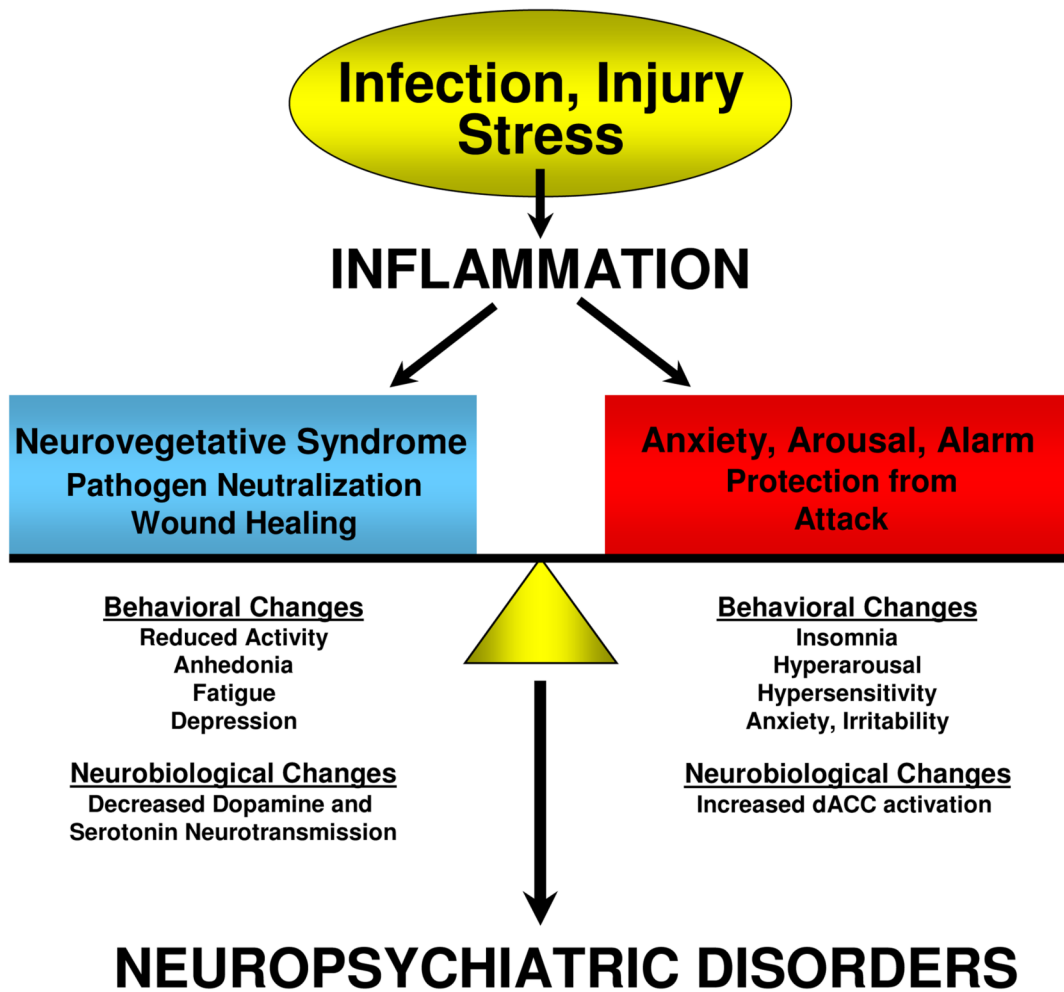 Infection, Injury
Stress
INFLAMMATION
Neurovegetative Syndrome
Pathogen Neutralization
Wound Healing
Anxiety, Arousal, Alarm
Protection from
Attack
Behavioral Changes
Reduced Activity
Anhedonia
Fatigue
Depression
Neurobiological Changes
Decreased Dopamine and
Serotonin Neurotransmission
Behavioral Changes
Insomnia
Hyperarousal
Hypersensitivity
Anxiety, Irritability
Neurobiological Changes
Increased dACC activation
NEUROPSYCHIATRIC DISORDERS